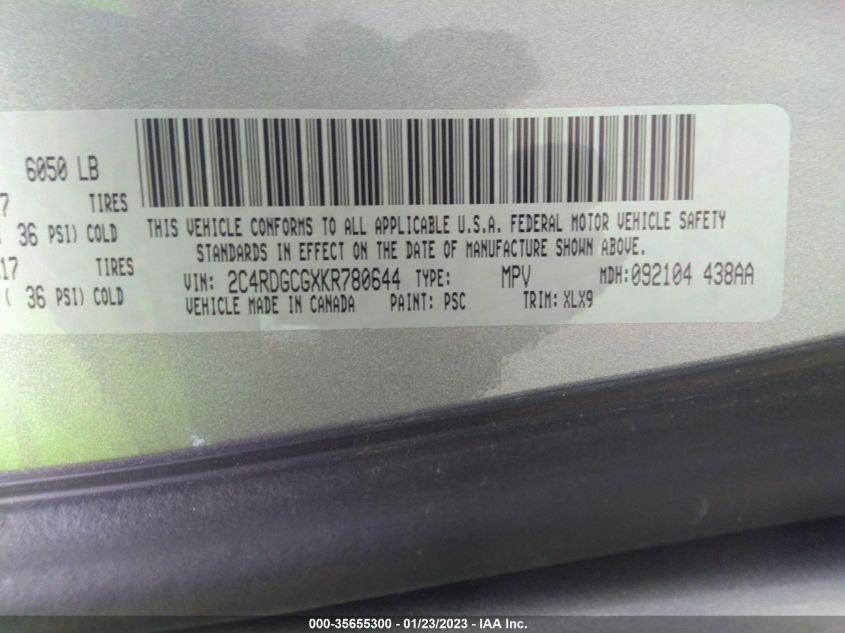 6050 LB
7 TIRES
36 PSI) COLD
17 TIRES
( 36 PSI) COLD
THIS VEHICLE CONFORMS TO ALL APPLICABLE U.S.A. FEDERAL MOTOR VEHICLE SAFETY
STANDARDS IN EFFECT ON THE DATE OF MANUFACTURE SHOWN ABOVE.
VIN: 2C4RDGCGXKR780644 TYPE: MPV MDH:092104 438AA
VEHICLE MADE IN CANADA PAINT: PSC TRIM: XLX9
000-35655300 - 01/23/2023 - IAA Inc.